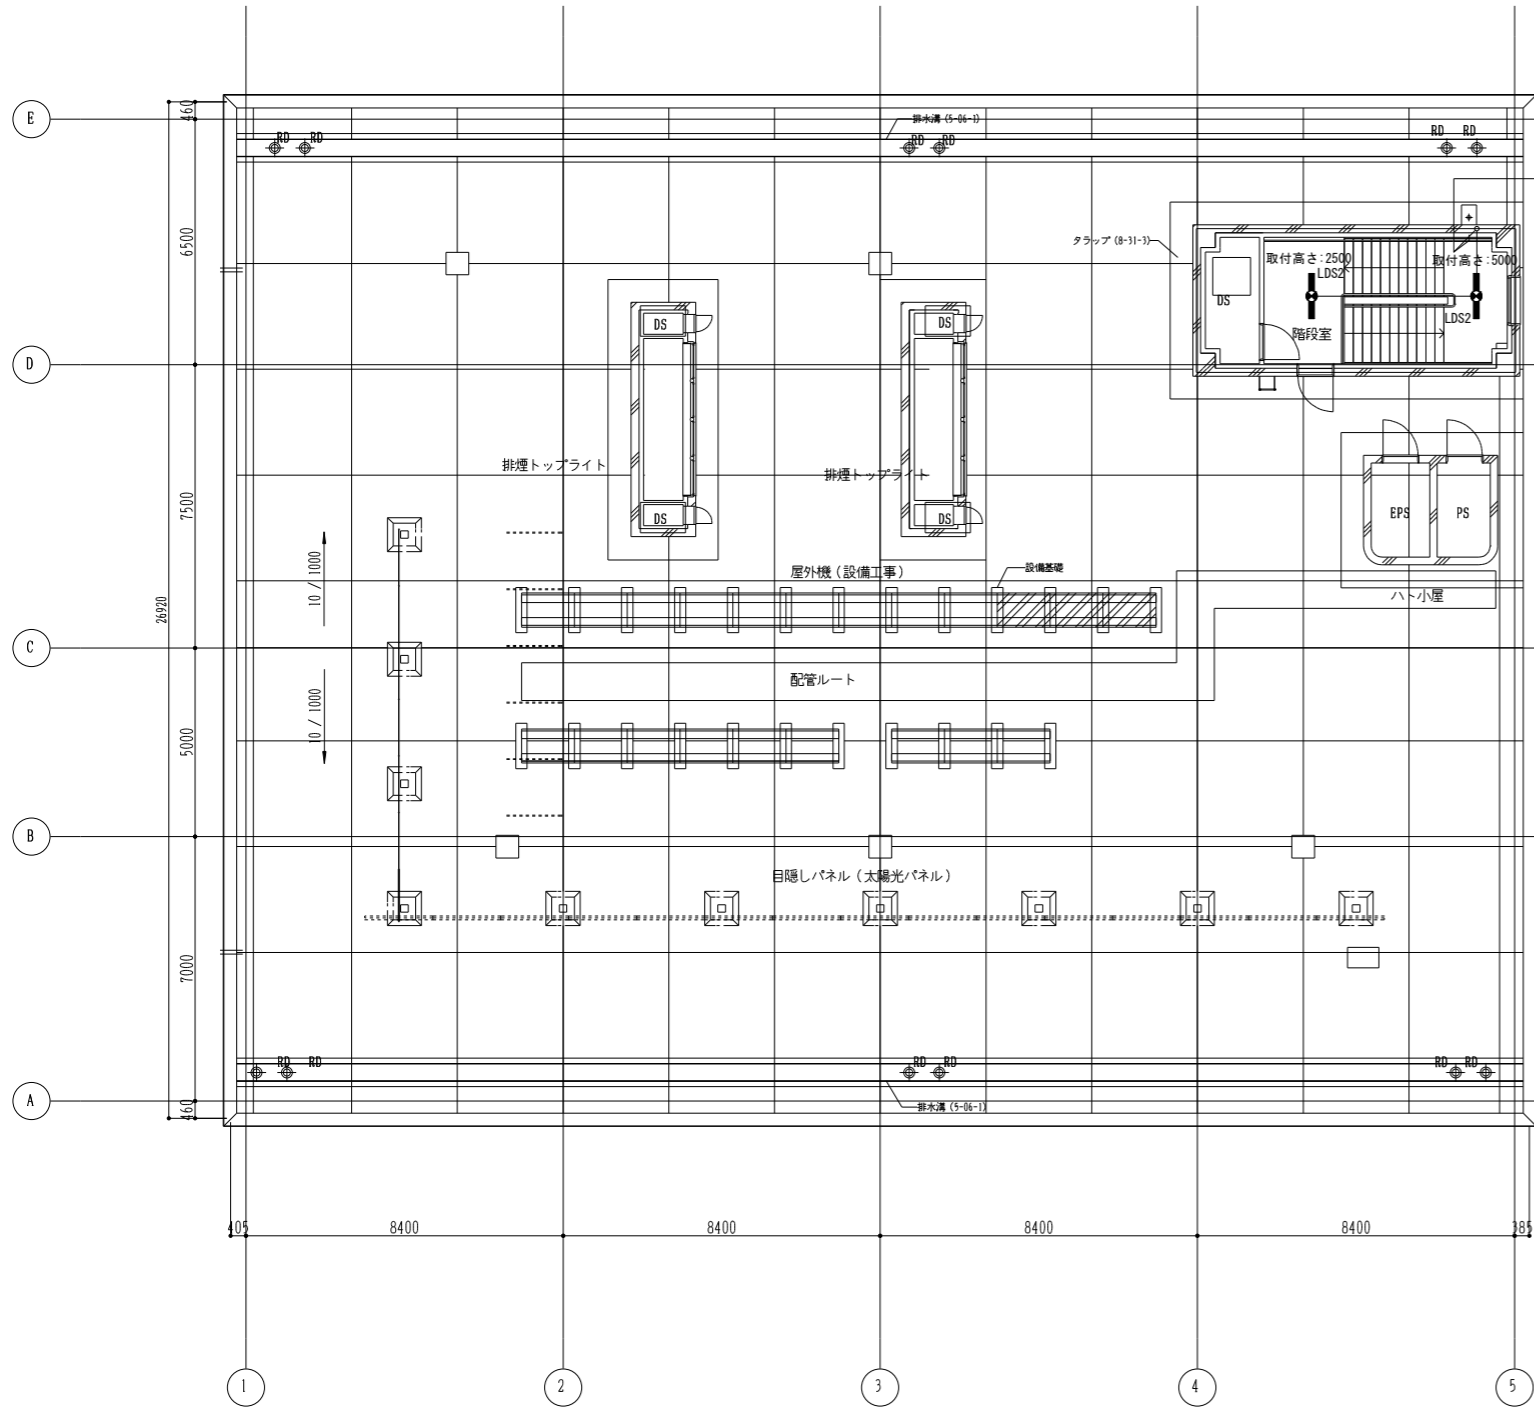 E
460
排水溝 (5-06-1)
RD
RD
RD
RD
RD
RD
6500
タラップ (8-31-3)
取付高さ:2500
取付高さ:5000
LDS2
DS
LDS2
DS
DS
階段室
D
排煙トップライト
排煙トップライト
7500
DS
DS
EPS
PS
10 / 1000
屋外機(設備工事)
設備基礎
26920
ハト小屋
C
配管ルート
10 / 1000
5000
B
目隠しパネル(太陽光パネル)
7000
RD
RD
RD
RD
RD
RD
A
460
排水溝 (5-06-1)
405
8400
8400
8400
8400
385
1
2
3
4
5